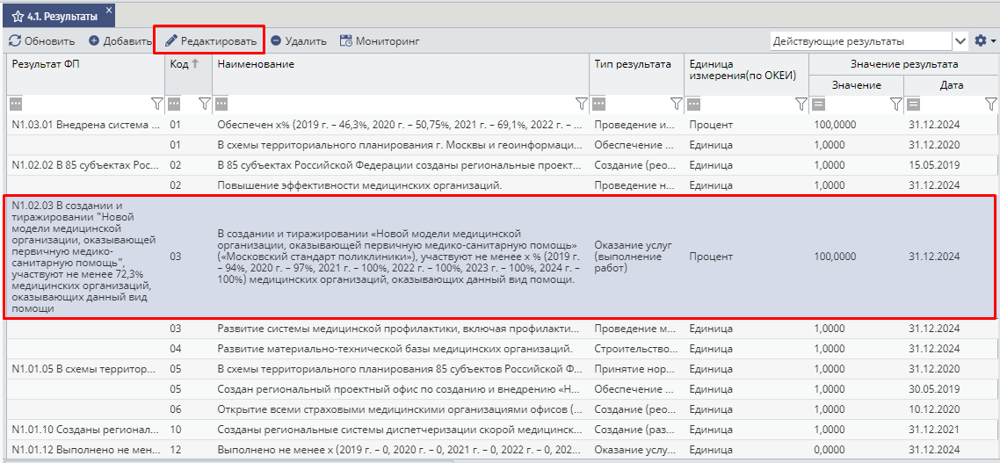 4.1. Результаты
Обновить Добавить Редактировать Удалить Мониторинг Действующие результаты
Результат ФП Код Наименование Тип результата Единица измерения(по ОКЕИ) Значение результата
Значение Дата
N1.03.01 Внедрена система ... 01 Обеспечен x% (2019 г. – 46,3%, 2020 г. – 50,75%, 2021 г. – 69,1%, 2022 г. – ... Проведение и... Процент 100,0000 31.12.2024
01 В схемы территориального планирования г. Москвы и геоинформаци... Обеспечение ... Единица 1,0000 31.12.2020
N1.02.02 В 85 субъектах Рос... 02 В 85 субъектах Российской Федерации созданы региональные проект... Создание (рео... Единица 1,0000 15.05.2019
02 Повышение эффективности медицинских организаций. Проведение н... Единица 1,0000 31.12.2024
N1.02.03 В создании и
тиражировании "Новой
модели медицинской
организации, оказывающей
первичную медико-
санитарную помощь",
участвуют не менее 72,3%
медицинских организаций,
оказывающих данный вид
помощи
03
В создании и тиражировании «Новой модели медицинской
организации, оказывающей первичную медико-санитарную помощь»
(«Московский стандарт поликлиники»), участвуют не менее x % (2019 г.
– 94%, 2020 г. – 97%, 2021 г. – 100%, 2022 г. – 100%, 2023 г. – 100%, 2024 г. –
100%) медицинских организаций, оказывающих данный вид помощи.
Оказание услуг
(выполнение
работ)
Процент 100,0000 31.12.2024
03 Развитие системы медицинской профилактики, включая профилакти... Проведение м... Единица 1,0000 31.12.2024
04 Развитие материально-технической базы медицинских организаций. Строительство... Единица 1,0000 31.12.2024
N1.01.05 В схемы территор... 05 В схемы территориального планирования 85 субъектов Российской Ф... Принятие нор... Единица 1,0000 31.12.2020
05 Создан региональный проектный офис по созданию и внедрению «Н... Обеспечение ... Единица 1,0000 30.05.2019
06 Открытие всеми страховыми медицинскими организациями офисов (... Создание (рео... Единица 1,0000 10.12.2020
N1.01.10 Созданы регионал... 10 Созданы региональные системы диспетчеризации скорой медицинск... Создание (раз... Единица 1,0000 31.12.2021
N1.01.12 Выполнено не мен... 12 Выполнено не менее x (2019 г. – 0, 2020 г. – 0, 2021 г. – 0, 2022 г. – 0, 202... Оказание услу... Единица 0,0000 31.12.2024